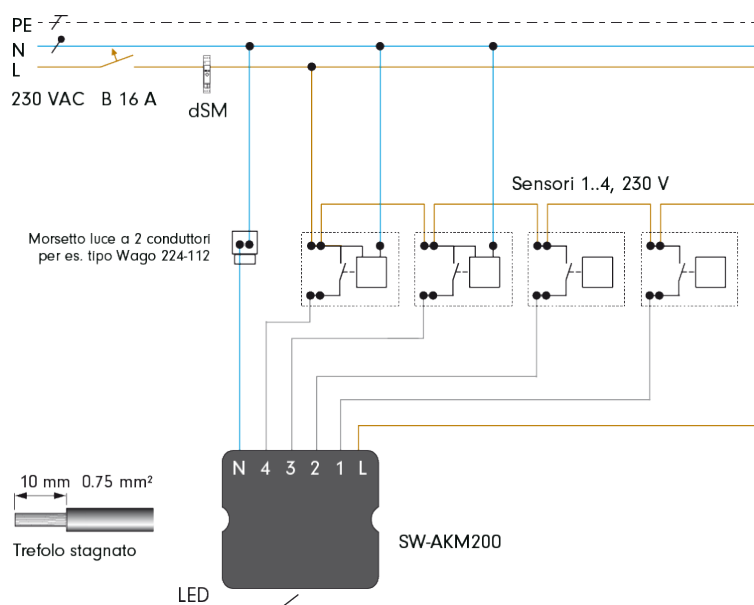 PE
N
L
230 VAC B 16 A
dSM
Sensori 1..4, 230 V
Morsetto luce a 2 conduttori
per es. tipo Wago 224-112
N 4 3 2 1 L
10 mm 0.75 mm²
Trefolo stagnato
SW-AKM200
LED